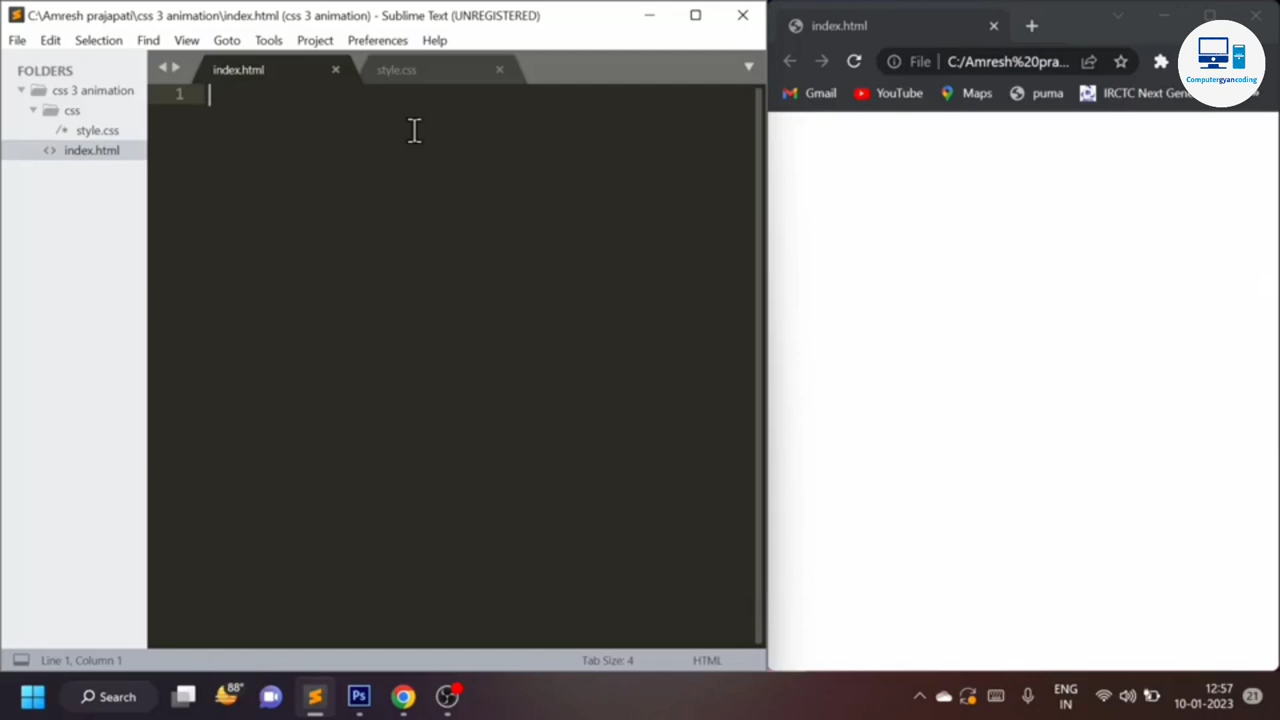 C:\Amresh prajapati\css 3 animation\index.html (css 3 animation) - Sublime Text (UNREGISTERED)
File Edit Selection Find View Goto Tools Project Preferences Help
FOLDERS
css 3 animation
css
/* style.css
<> index.html
index.html
style.css
1
Line 1, Column 1
Tab Size: 4
HTML
index.html
File C:/Amresh%20pra...
Gmail YouTube Maps puma IRCTC Next Gen
Computergyancoding
88°
Search
Ps
ENG
IN
12:57
10-01-2023
21